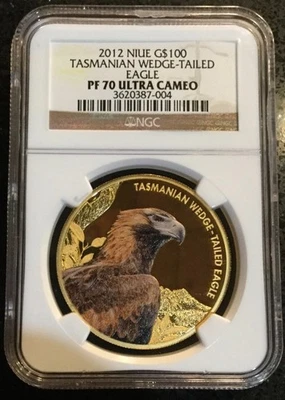 2012 NIUE G$100
TASMANIAN WEDGE-TAILED
EAGLE
PF 70 ULTRA CAMEO
3620387-004
NGC
TASMANIAN WEDGE-TAILED EAGLE